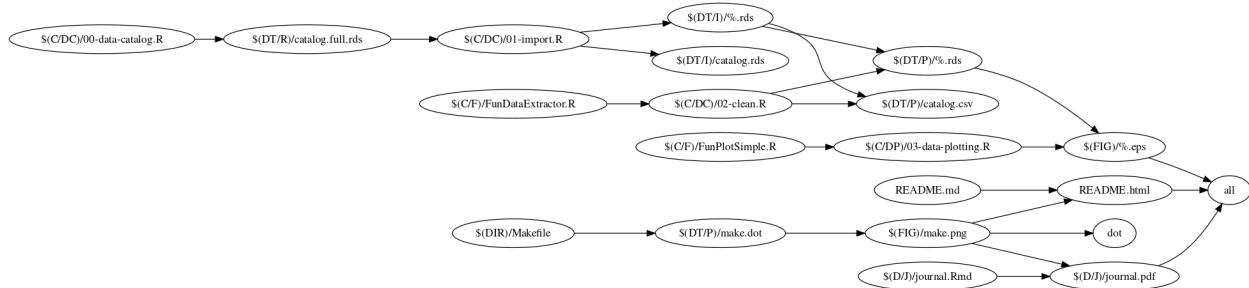 $(DT/I)/%.rds
$(C/DC)/00-data-catalog.R
$(DT/R)/catalog.full.rds
$(C/DC)/01-import.R
$(DT/I)/catalog.rds
$(DT/P)/%.rds
$(C/F)/FunDataExtractor.R
$(C/DC)/02-clean.R
$(DT/P)/catalog.csv
$(C/F)/FunPlotSimple.R
$(C/DP)/03-data-plotting.R
$(FIG)/%.eps
README.md
README.html
all
$(DIR)/Makefile
$(DT/P)/make.dot
$(FIG)/make.png
dot
$(D/J)/journal.Rmd
$(D/J)/journal.pdf